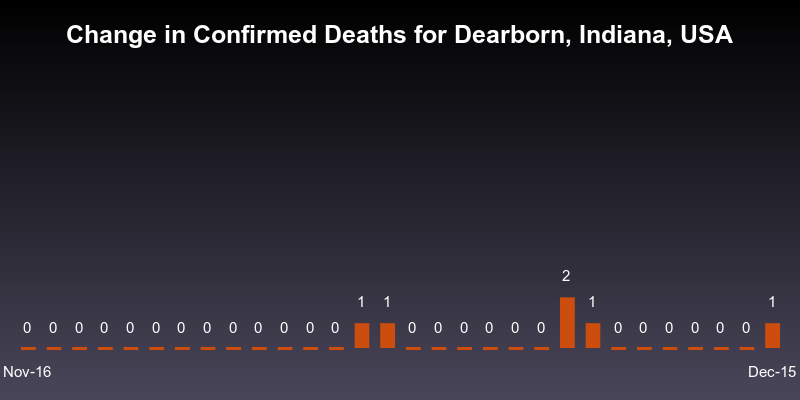 Change in Confirmed Deaths for Dearborn, Indiana, USA
2
1 1 1 1
0 0 0 0 0 0 0 0 0 0 0 0 0 0 0 0 0 0 0 0 0 0 0 0 0
Nov-16 Dec-15